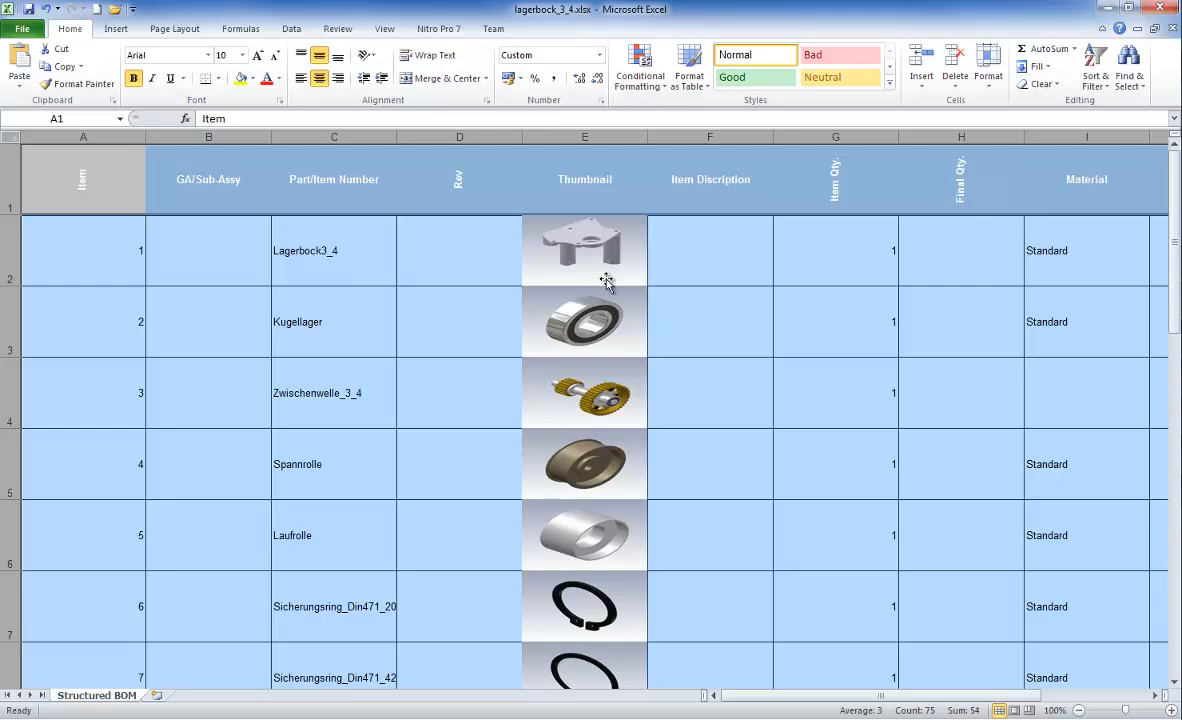 lagerbock_3_4.xlsx - Microsoft Excel
File Home Insert Page Layout Formulas Data Review View Nitro Pro 7 Team
Paste
Cut
Copy
Format Painter
Clipboard
Arial 10
B I U
Font
Wrap Text
Merge & Center
Alignment
Custom
%
Number
Conditional Formatting
Format as Table
Normal Bad
Good Neutral
Styles
Insert Delete Format
Cells
AutoSum
Fill
Clear
Sort & Filter
Find & Select
Editing
A1 fx Item
A B C D E F G H I
1 Item GA/Sub-Assy Part/Item Number Rev Thumbnail Item Discription Item Qty. Final Qty. Material
2 1 Lagerbock3_4 1 Standard
3 2 Kugellager 1 Standard
4 3 Zwischenwelle_3_4 1
5 4 Spannrolle 1 Standard
6 5 Laufrolle 1 Standard
7 6 Sicherungsring_Din471_20 1 Standard
7 Sicherungsring_Din471_42 1 Standard
Structured BOM
Ready Average: 3 Count: 75 Sum: 54 100%